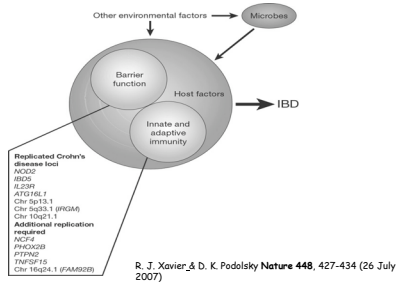 Other environmental factors
Microbes
Barrier
function
Host factors
IBD
Innate and
adaptive
immunity
Replicated Crohn's
disease loci
NOD2
IBD5
IL23R
ATG16L1
Chr 5p13.1
Chr 5q33.1 (IRGM)
Chr 10q21.1
Additional replication
required
NCF4
PHOX2B
PTPN2
TNFSF15
Chr 16q24.1 (FAM92B)
R. J. Xavier & D. K. Podolsky Nature 448, 427-434 (26 July
2007)